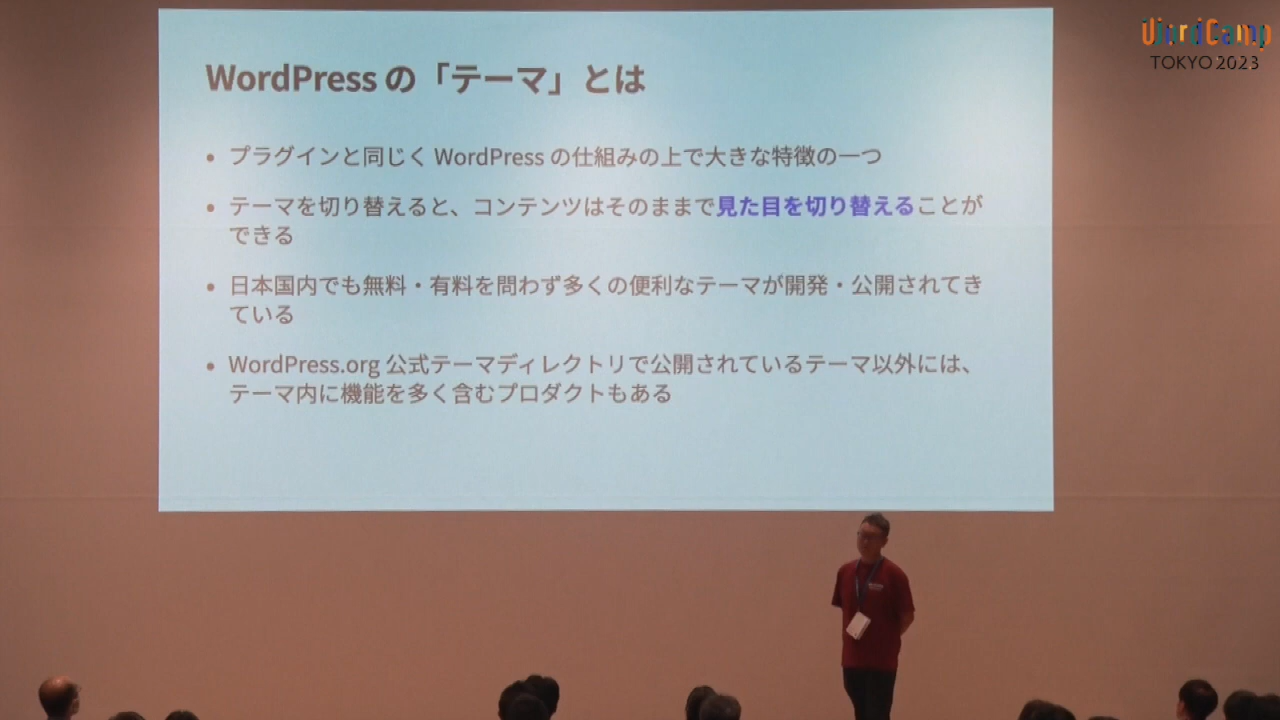 WordCamp
TOKYO 2023
WordPress の「テーマ」とは
• プラグインと同じく WordPress の仕組みの上で大きな特徴の一つ
• テーマを切り替えると、コンテンツはそのままで見た目を切り替えることが
できる
• 日本国内でも無料・有料を問わず多くの便利なテーマが開発・公開されてき
ている
• WordPress.org 公式テーマディレクトリで公開されているテーマ以外には、
テーマ内に機能を多く含むプロダクトもある